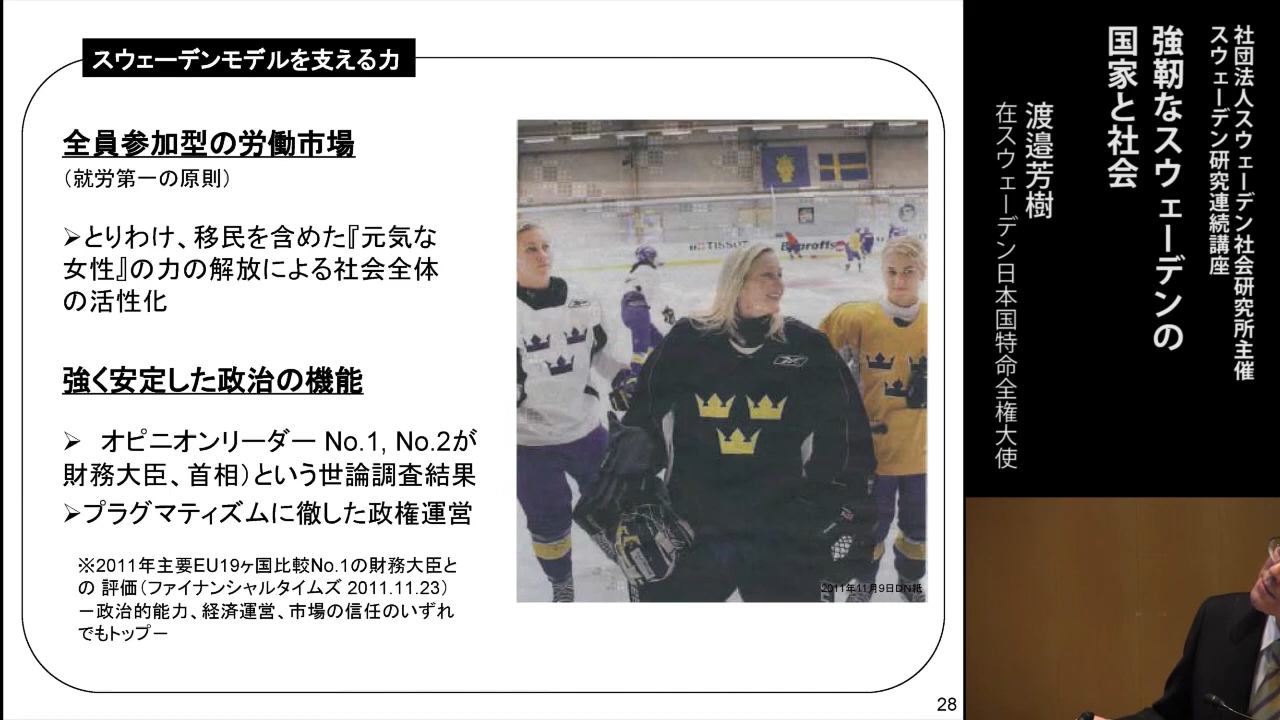 スウェーデンモデルを支える力
全員参加型の労働市場
（就労第一の原則）
➢とりわけ、移民を含めた『元気な
女性』の力の解放による社会全体
の活性化
強く安定した政治の機能
➢ オピニオンリーダー No.1, No.2が
財務大臣、首相）という世論調査結果
➢プラグマティズムに徹した政権運営
※2011年主要EU19ヶ国比較No.1の財務大臣と
の 評価（ファイナンシャルタイムズ 2011.11.23）
－政治的能力、経済運営、市場の信任のいずれ
でもトップ－
TISSOT
2011年11月9日DN紙
28
社団法人スウェーデン社会研究所主催
スウェーデン研究連続講座
強靭なスウェーデンの
国家と社会
渡邉芳樹
在スウェーデン日本国特命全権大使